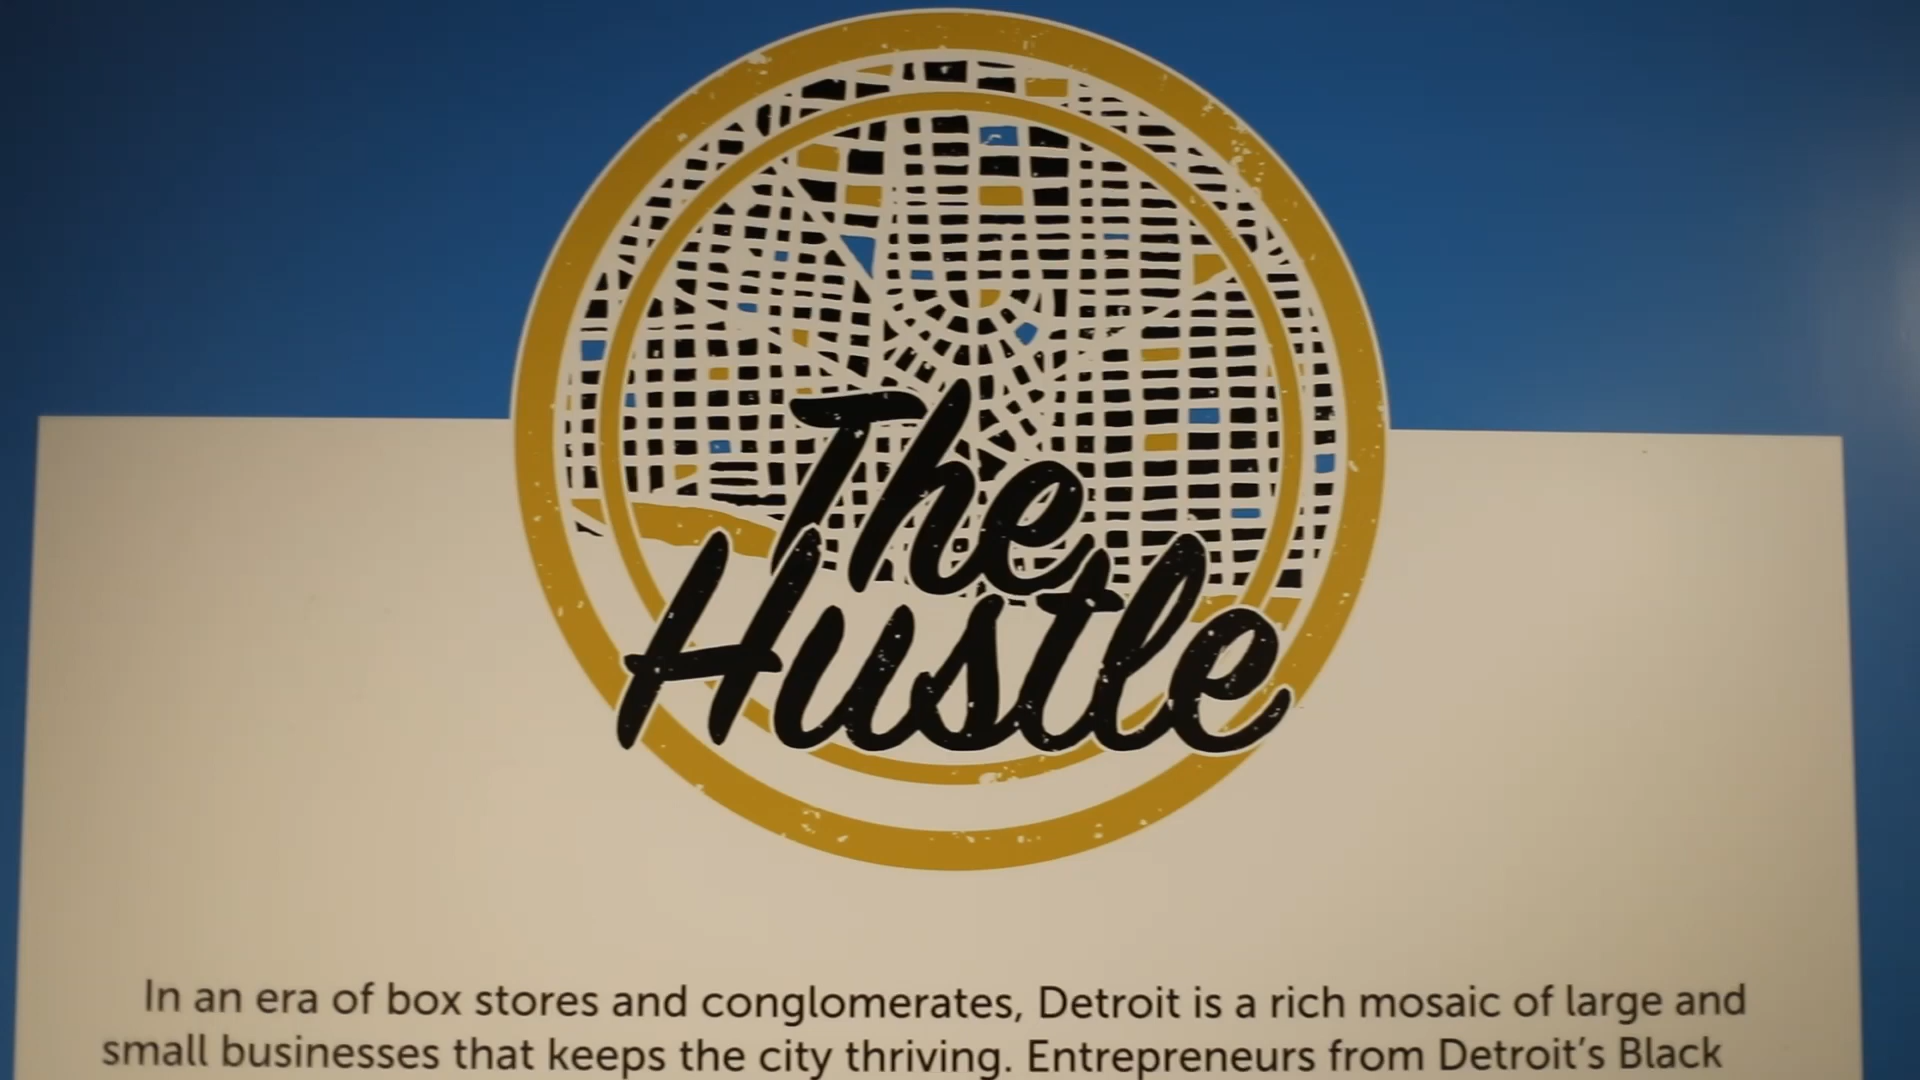 The
Hustle
In an era of box stores and conglomerates, Detroit is a rich mosaic of large and
small businesses that keeps the city thriving. Entrepreneurs from Detroit’s Black